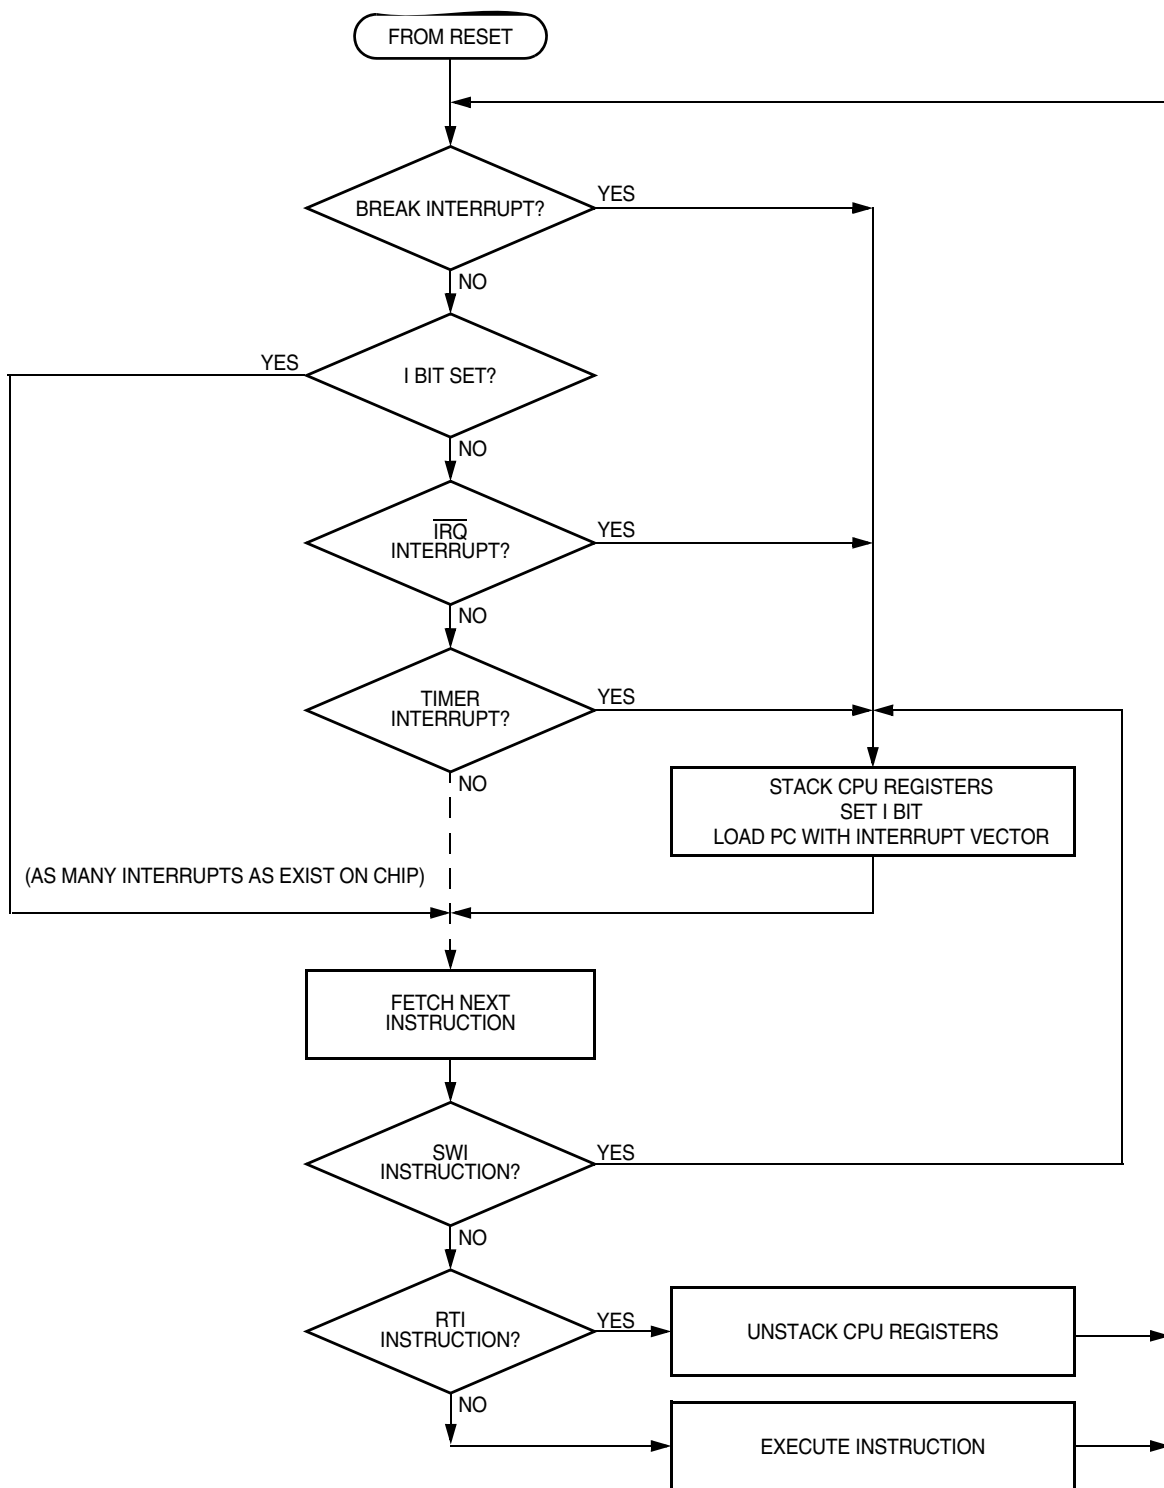 FROM RESET
BREAK INTERRUPT?
YES
NO
I BIT SET?
YES
NO
IRQ
INTERRUPT?
YES
NO
TIMER
INTERRUPT?
YES
NO
STACK CPU REGISTERS
SET I BIT
LOAD PC WITH INTERRUPT VECTOR
(AS MANY INTERRUPTS AS EXIST ON CHIP)
FETCH NEXT
INSTRUCTION
SWI
INSTRUCTION?
YES
NO
RTI
INSTRUCTION?
YES
UNSTACK CPU REGISTERS
NO
EXECUTE INSTRUCTION